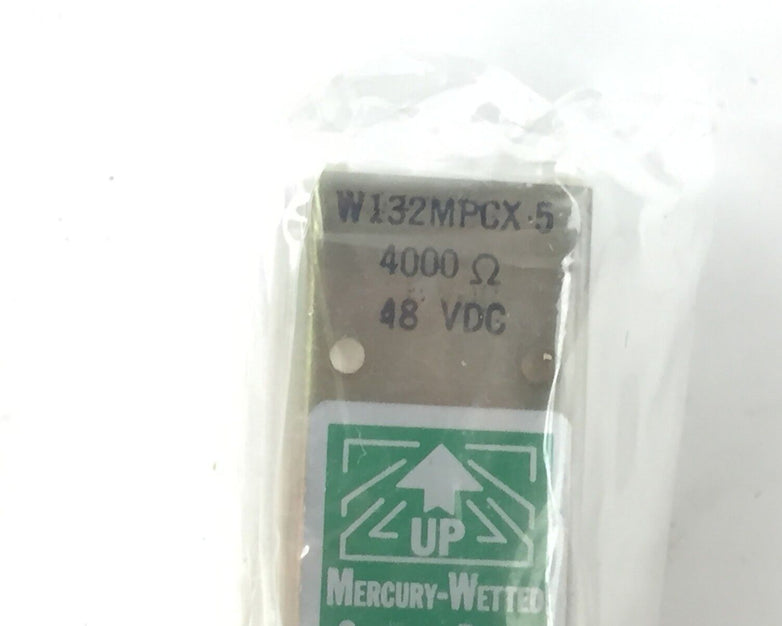 W132MPCX-5
4000 Ω
48 VDC
UP
MERCURY-WETTED